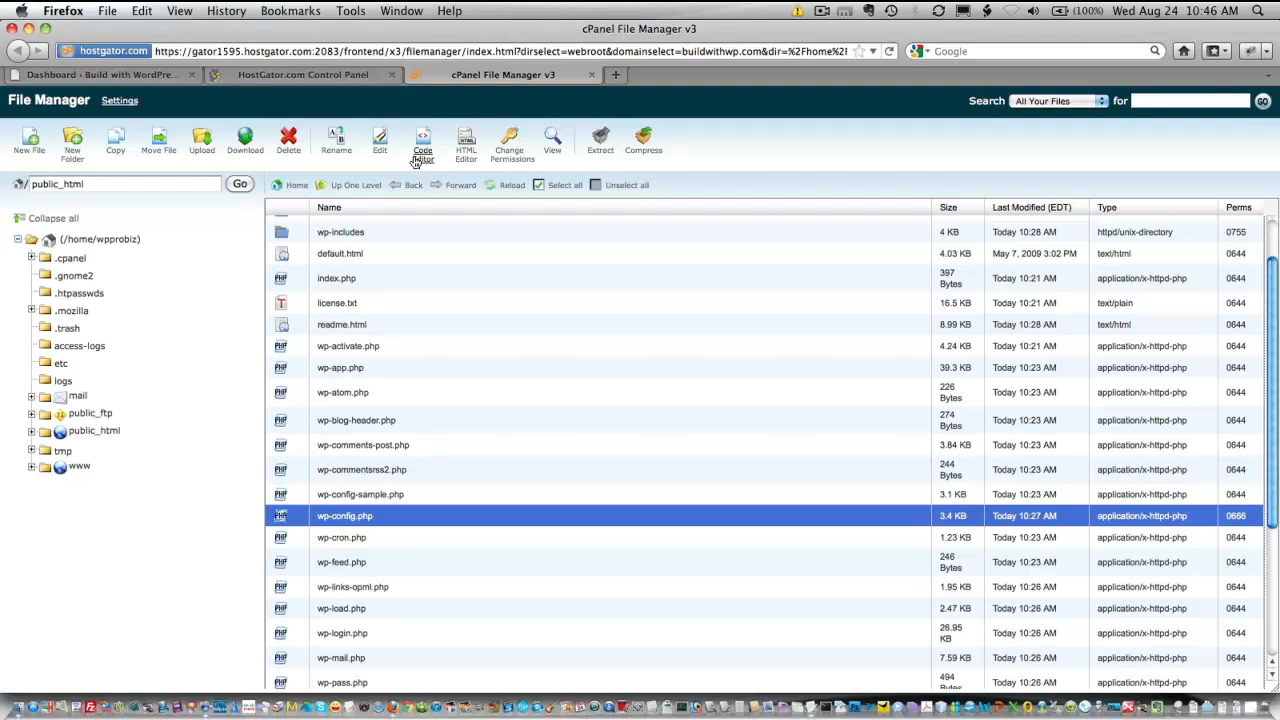 Firefox File Edit View History Bookmarks Tools Window Help (100%) Wed Aug 24 10:46 AM
cPanel File Manager v3
hostgator.com https://gator1595.hostgator.com:2083/frontend/x3/filemanager/index.html?dirselect=webroot&domainselect=buildwithwp.com&dir=%2Fhome%2F Google
Dashboard ‹ Build with WordPre... HostGator.com Control Panel cPanel File Manager v3
File Manager Settings Search All Your Files for GO
New File New Folder Copy Move File Upload Download Delete Rename Edit Code Editor HTML Editor Change Permissions View Extract Compress
/ public_html Go Home Up One Level Back Forward Reload Select all Unselect all
Name Size Last Modified (EDT) Type Perms
Collapse all
(/home/wpprobiz)
.cpanel
.gnome2
.htpasswds
.mozilla
.trash
access-logs
etc
logs
mail
public_ftp
public_html
tmp
www
wp-includes 4 KB Today 10:28 AM httpd/unix-directory 0755
default.html 4.03 KB May 7, 2009 3:02 PM text/html 0644
index.php 397 Bytes Today 10:21 AM application/x-httpd-php 0644
license.txt 16.5 KB Today 10:21 AM text/plain 0644
readme.html 8.99 KB Today 10:28 AM text/html 0644
wp-activate.php 4.24 KB Today 10:21 AM application/x-httpd-php 0644
wp-app.php 39.3 KB Today 10:23 AM application/x-httpd-php 0644
wp-atom.php 226 Bytes Today 10:23 AM application/x-httpd-php 0644
wp-blog-header.php 274 Bytes Today 10:23 AM application/x-httpd-php 0644
wp-comments-post.php 3.84 KB Today 10:23 AM application/x-httpd-php 0644
wp-commentsrss2.php 244 Bytes Today 10:23 AM application/x-httpd-php 0644
wp-config-sample.php 3.1 KB Today 10:23 AM application/x-httpd-php 0644
wp-config.php 3.4 KB Today 10:27 AM application/x-httpd-php 0666
wp-cron.php 1.23 KB Today 10:23 AM application/x-httpd-php 0644
wp-feed.php 246 Bytes Today 10:23 AM application/x-httpd-php 0644
wp-links-opml.php 1.95 KB Today 10:26 AM application/x-httpd-php 0644
wp-load.php 2.47 KB Today 10:26 AM application/x-httpd-php 0644
wp-login.php 26.95 KB Today 10:26 AM application/x-httpd-php 0644
wp-mail.php 7.59 KB Today 10:26 AM application/x-httpd-php 0644
wp-pass.php 494 Bytes Today 10:26 AM application/x-httpd-php 0644